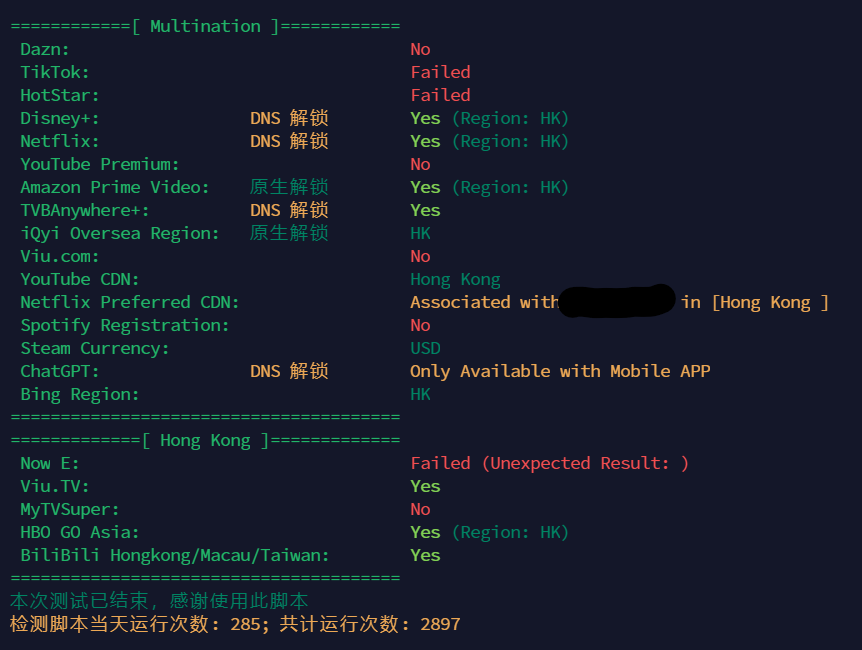 ============[ Multination ]============
Dazn: No
TikTok: Failed
HotStar: Failed
Disney+: DNS 解锁 Yes (Region: HK)
Netflix: DNS 解锁 Yes (Region: HK)
YouTube Premium: No
Amazon Prime Video: 原生解锁 Yes (Region: HK)
TVBAnywhere+: DNS 解锁 Yes
iQyi Oversea Region: 原生解锁 HK
Viu.com: No
YouTube CDN: Hong Kong
Netflix Preferred CDN: Associated with in [Hong Kong ]
Spotify Registration: No
Steam Currency: USD
ChatGPT: DNS 解锁 Only Available with Mobile APP
Bing Region: HK
=======================================
=============[ Hong Kong ]=============
Now E: Failed (Unexpected Result: )
Viu.TV: Yes
MyTVSuper: No
HBO GO Asia: Yes (Region: HK)
BiliBili Hongkong/Macau/Taiwan: Yes
=======================================
本次测试已结束，感谢使用此脚本
检测脚本当天运行次数: 285; 共计运行次数: 2897